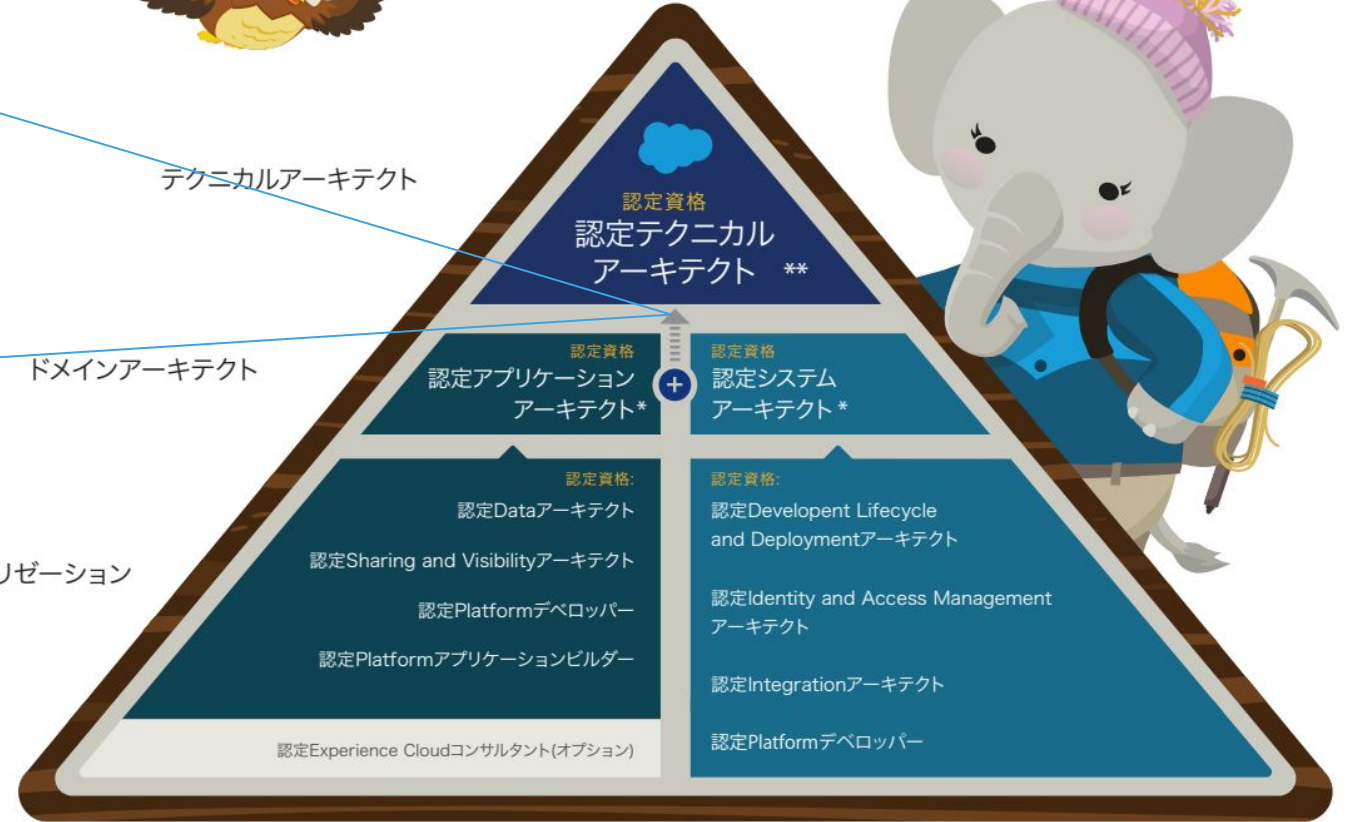 テクニカルアーキテクト
認定資格
認定テクニカル
アーキテクト **
ドメインアーキテクト
認定資格
認定アプリケーション
アーキテクト*
+
認定資格
認定システム
アーキテクト *
リゼーション
認定資格:
認定Dataアーキテクト
認定Sharing and Visibilityアーキテクト
認定Platformデベロッパー
認定Platformアプリケーションビルダー
認定Experience Cloudコンサルタント(オプション)
認定資格:
認定Developent Lifecycle
and Deploymentアーキテクト
認定Identity and Access Management
アーキテクト
認定Integrationアーキテクト
認定Platformデベロッパー